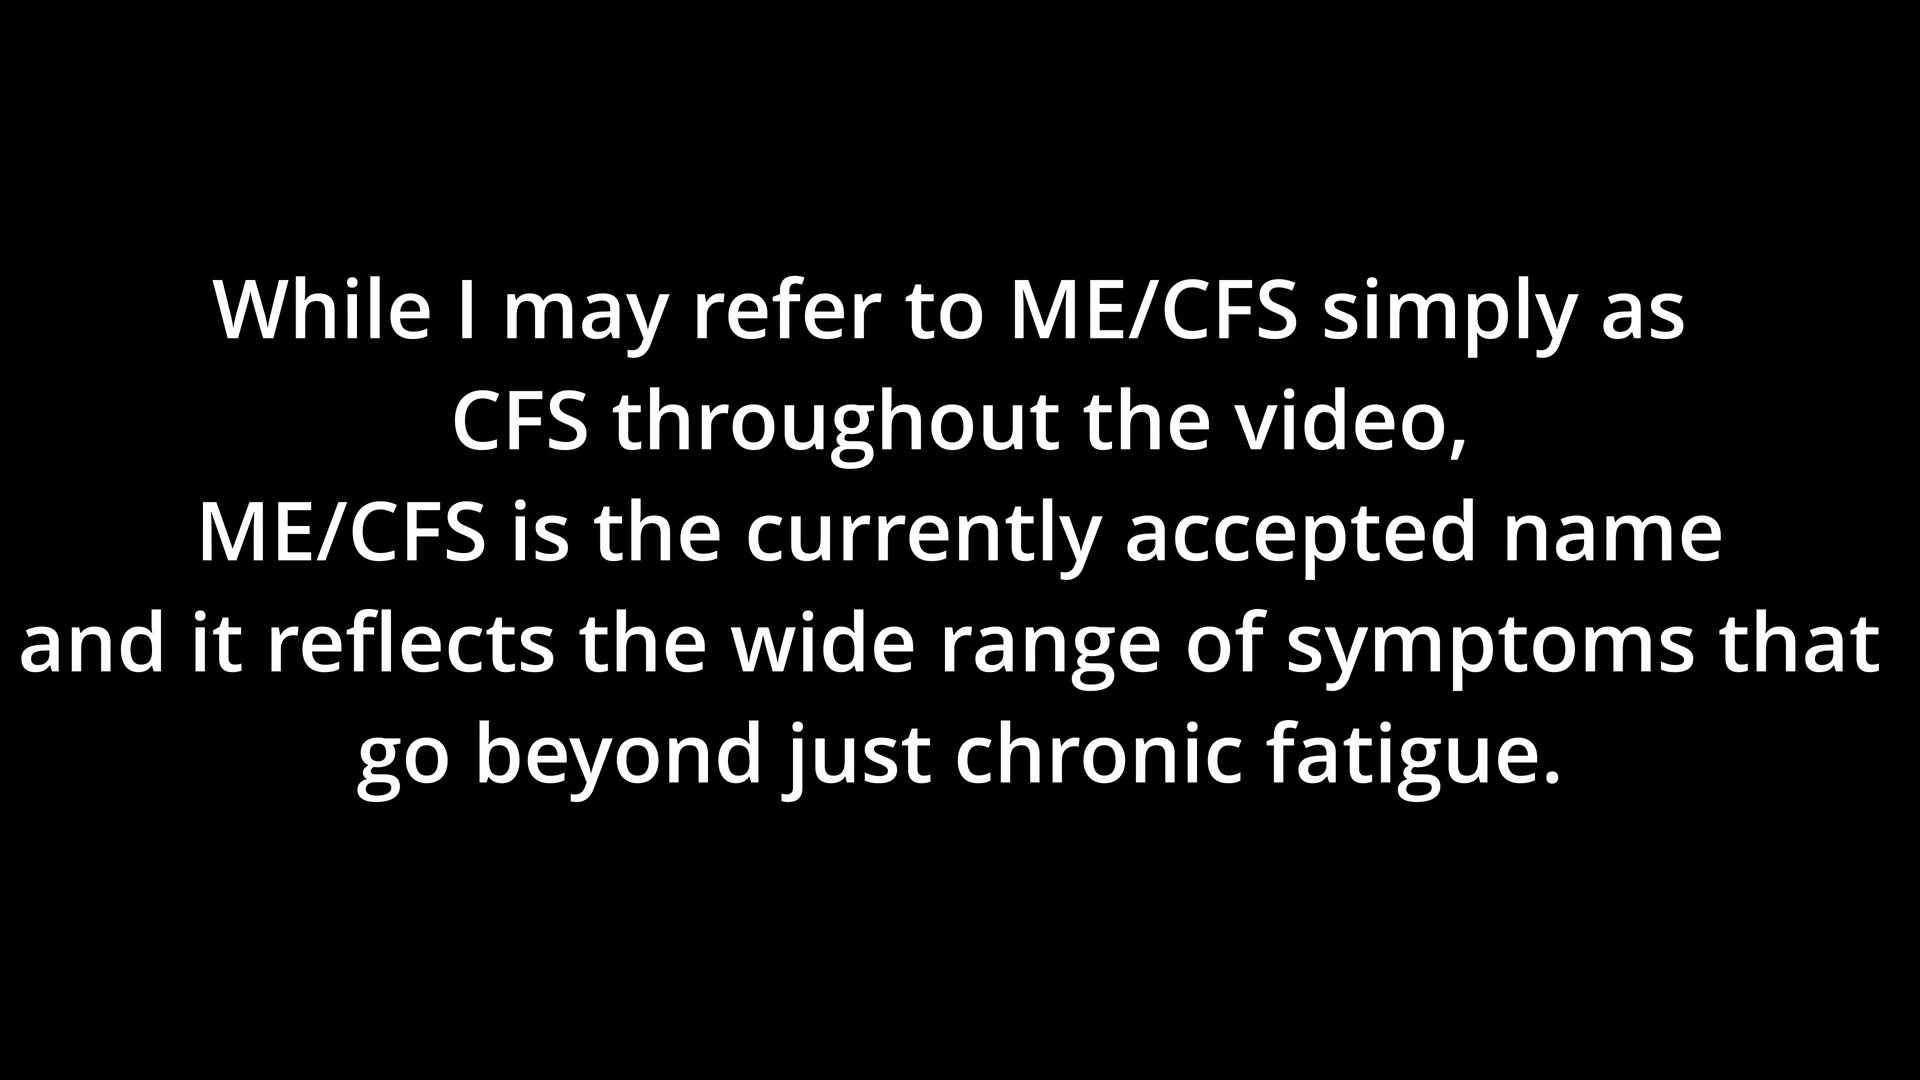 While I may refer to ME/CFS simply as
CFS throughout the video,
ME/CFS is the currently accepted name
and it reflects the wide range of symptoms that
go beyond just chronic fatigue.